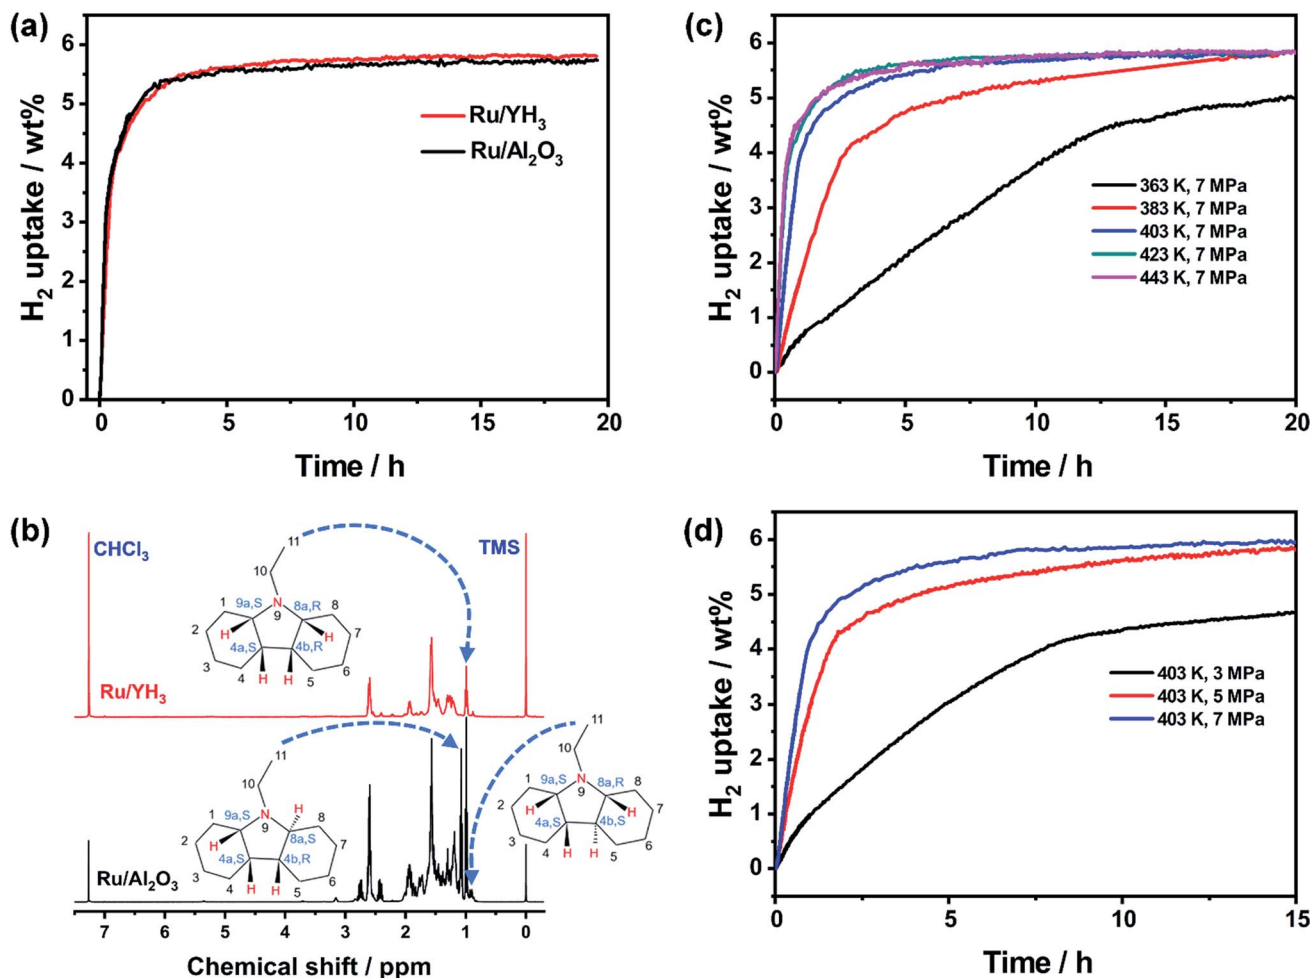 (a)
H2 uptake / wt%
6
5
4
3
2
1
0
Ru/YH3
Ru/Al2O3
0 5 10 15 20
Time / h
(c)
H2 uptake / wt%
6
5
4
3
2
1
0
363 K, 7 MPa
383 K, 7 MPa
403 K, 7 MPa
423 K, 7 MPa
443 K, 7 MPa
0 5 10 15 20
Time / h
(b)
CHCl3
TMS
11
10
1 9a,S N 8a,R 8
2 9 7
H H
3 4a,S 4b,R 6
4 H H 5
Ru/YH3
11
10
1 9a,S N H 8
2 9 7
H 8a,S
3 4a,S 4b,R 6
4 H H 5
11
10
1 9a,S N 8a,R 8
2 9 7
H H
3 4a,S 4b,S 6
4 H H 5
Ru/Al2O3
7 6 5 4 3 2 1 0
Chemical shift / ppm
(d)
H2 uptake / wt%
6
5
4
3
2
1
0
403 K, 3 MPa
403 K, 5 MPa
403 K, 7 MPa
0 5 10 15
Time / h